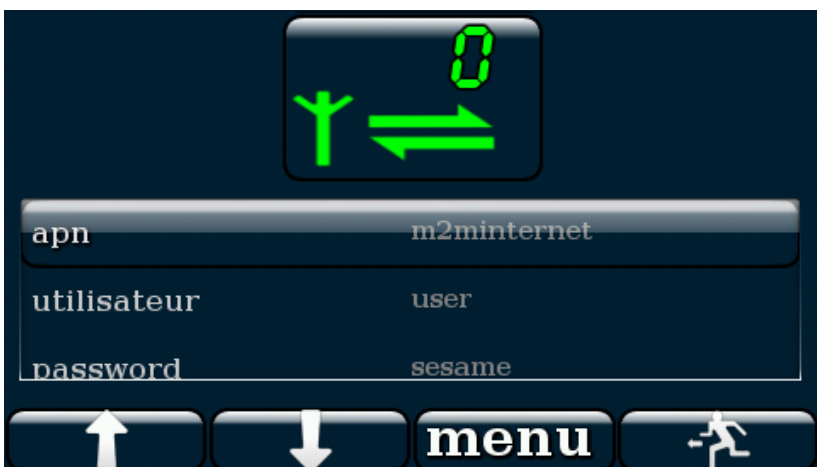 0
apn m2minternet
utilisateur user
password sesame
menu